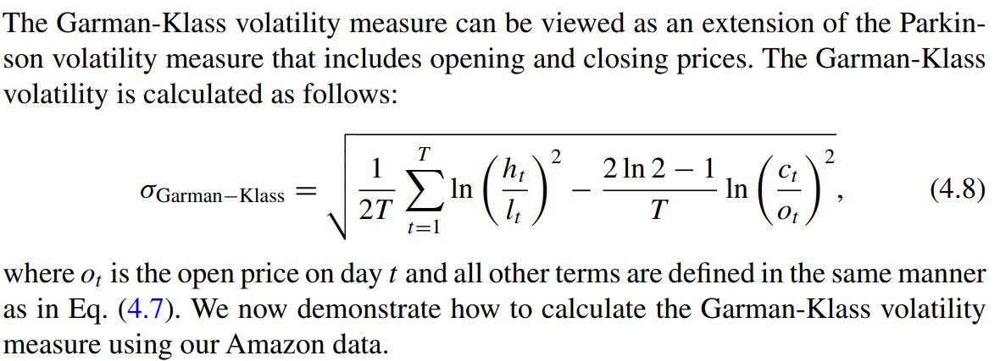 The Garman-Klass volatility measure can be viewed as an extension of the Parkin-
son volatility measure that includes opening and closing prices. The Garman-Klass
volatility is calculated as follows:
σ_{Garman−Klass} = \sqrt{\frac{1}{2T} \sum_{t=1}^{T} \ln \left( \frac{h_t}{l_t} \right)^2 − \frac{2 \ln 2 − 1}{T} \ln \left( \frac{c_t}{o_t} \right)^2}, (4.8)
where o_t is the open price on day t and all other terms are defined in the same manner
as in Eq. (4.7). We now demonstrate how to calculate the Garman-Klass volatility
measure using our Amazon data.